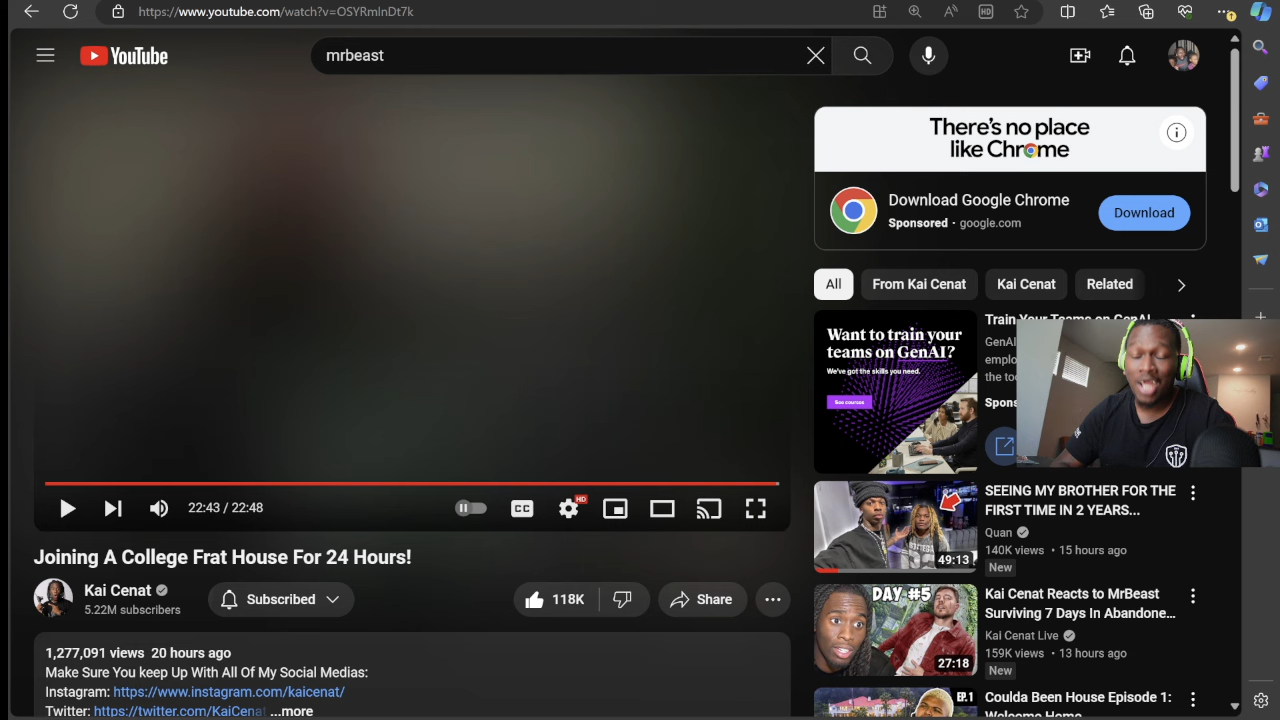 https://www.youtube.com/watch?v=OSYRmlnDt7k
YouTube
mrbeast
There's no place
like Chrome
Download Google Chrome
Sponsored · google.com
Download
All
From Kai Cenat
Kai Cenat
Related
Want to train your
teams on GenAI?
We've got the skills you need.
See courses
Train Your Teams on GenAI
GenAI
the
Spons
22:43 / 22:48
CC
HD
Joining A College Frat House For 24 Hours!
Kai Cenat
5.22M subscribers
Subscribed
118K
Share
1,277,091 views 20 hours ago
Make Sure You keep Up With All Of My Social Medias:
Instagram: https://www.instagram.com/kaicenat/
Twitter: https://twitter.com/KaiCenat ...more
49:13
SEEING MY BROTHER FOR THE
FIRST TIME IN 2 YEARS...
Quan
140K views · 15 hours ago
New
DAY #5
27:18
Kai Cenat Reacts to MrBeast
Surviving 7 Days In Abandone...
Kai Cenat Live
159K views · 13 hours ago
New
EP.1
Coulda Been House Episode 1:
Welcome Home